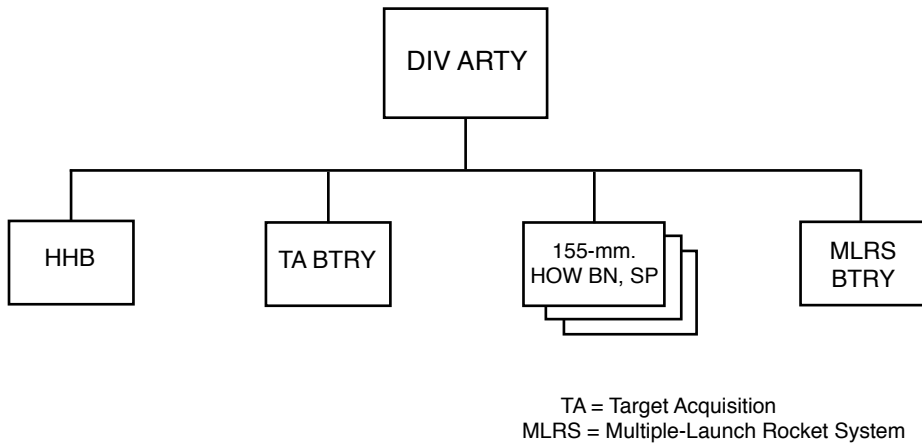 DIV ARTY
HHB
TA BTRY
155-mm.
HOW BN, SP
MLRS
BTRY
TA = Target Acquisition
MLRS = Multiple-Launch Rocket System